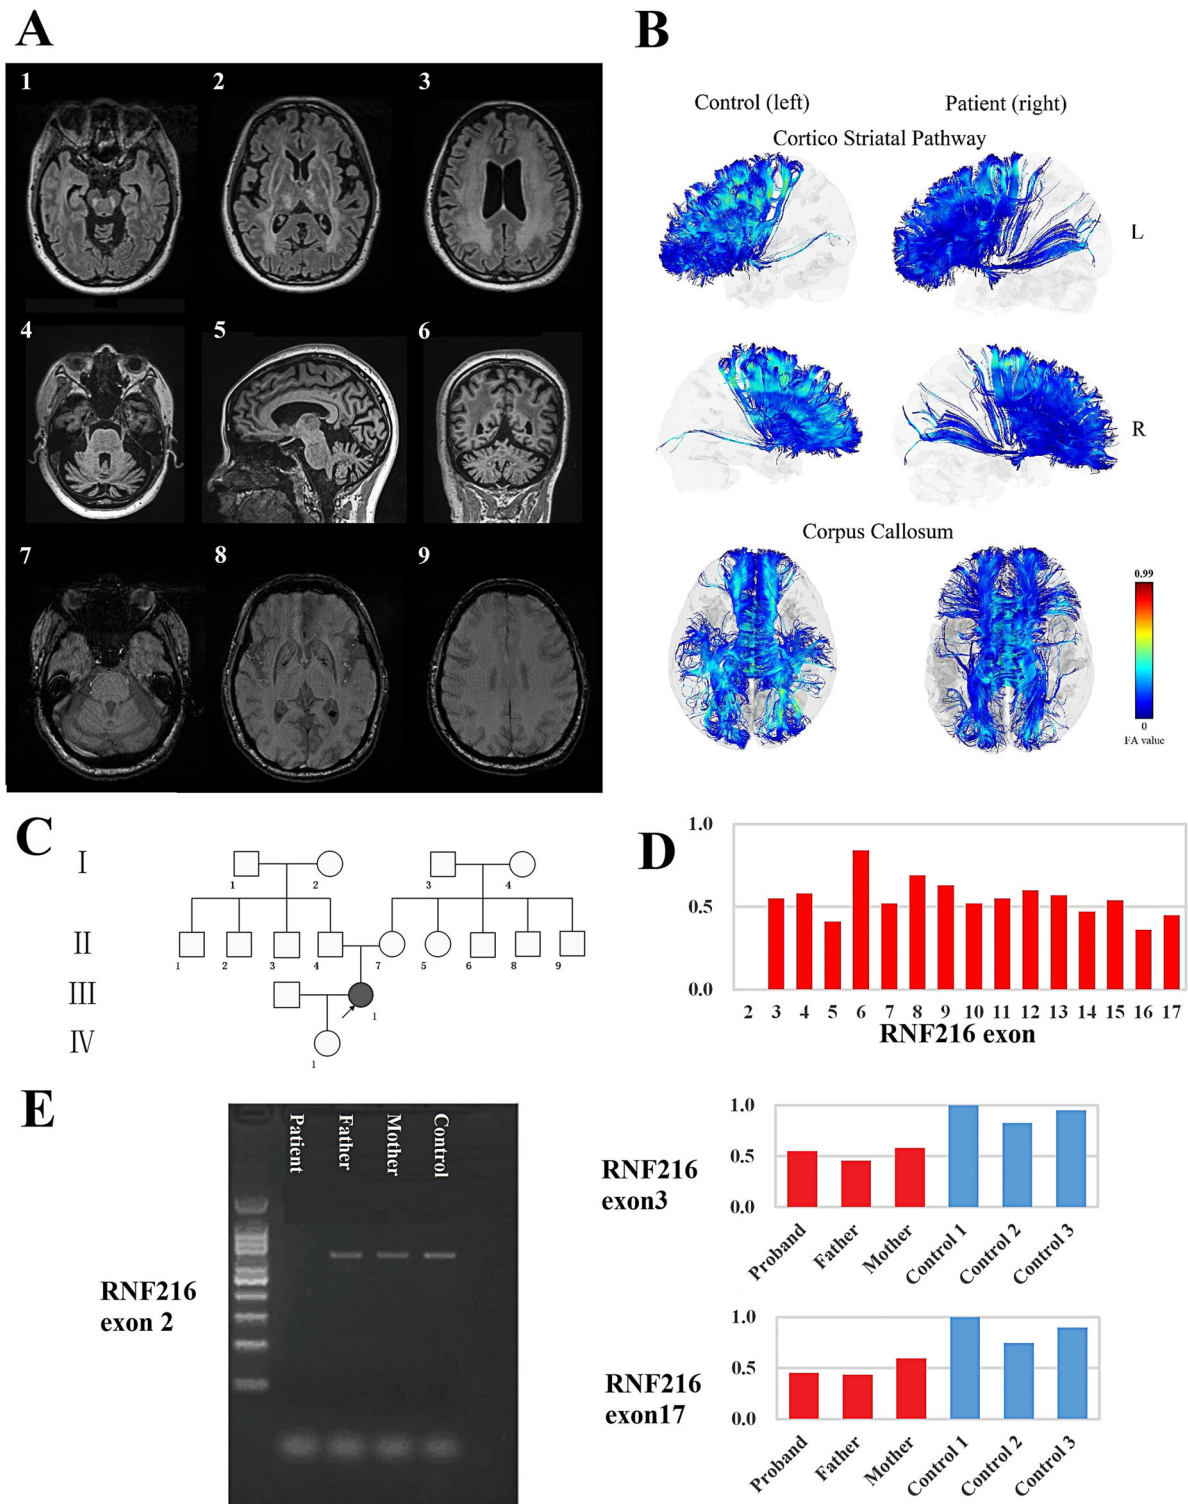 A
1
2
3
4
5
6
7
8
9
B
Control (left)
Patient (right)
Cortico Striatal Pathway
L
R
Corpus Callosum
0.99
0
FA value
C
I
1
2
3
4
II
1
2
3
4
7
5
6
8
9
III
1
IV
1
D
1.0
0.5
0.0
2 3 4 5 6 7 8 9 10 11 12 13 14 15 16 17
RNF216 exon
E
Patient
Father
Mother
Control
RNF216
exon 2
RNF216
exon3
1.0
0.5
0.0
Proband
Father
Mother
Control 1
Control 2
Control 3
RNF216
exon17
1.0
0.5
0.0
Proband
Father
Mother
Control 1
Control 2
Control 3